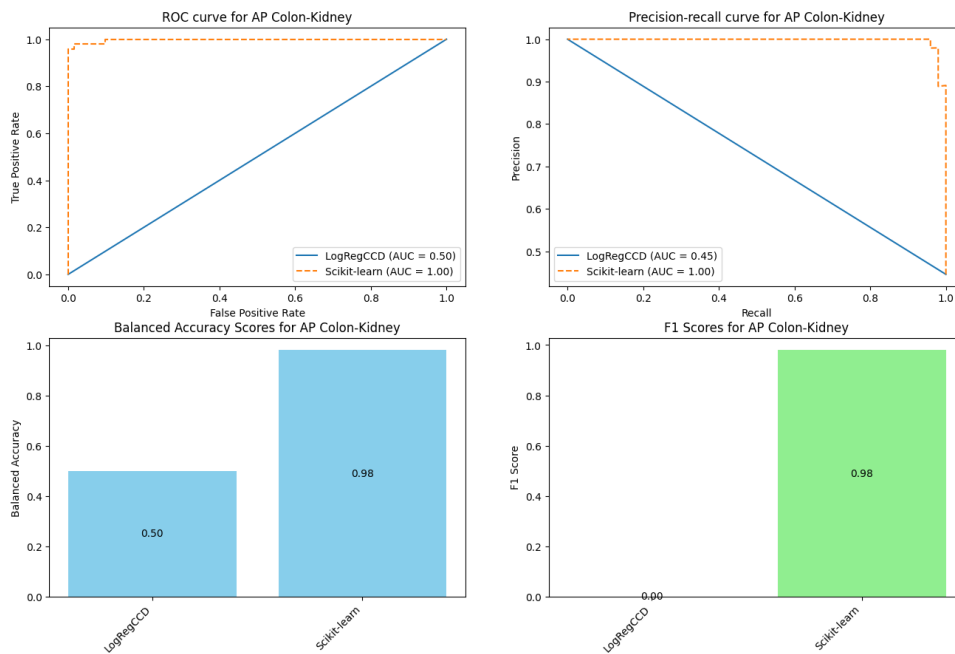 ROC curve for AP Colon-Kidney
1.0
0.8
0.6
0.4
0.2
0.0
True Positive Rate
0.0 0.2 0.4 0.6 0.8 1.0
False Positive Rate
LogRegCCD (AUC = 0.50)
Scikit-learn (AUC = 1.00)
Precision-recall curve for AP Colon-Kidney
1.0
0.9
0.8
0.7
0.6
0.5
Precision
0.0 0.2 0.4 0.6 0.8 1.0
Recall
LogRegCCD (AUC = 0.45)
Scikit-learn (AUC = 1.00)
Balanced Accuracy Scores for AP Colon-Kidney
1.0
0.8
0.6
0.4
0.2
0.0
Balanced Accuracy
0.50
0.98
LogRegCCD
Scikit-learn
F1 Scores for AP Colon-Kidney
1.0
0.8
0.6
0.4
0.2
0.0
F1 Score
0.00
0.98
LogRegCCD
Scikit-learn